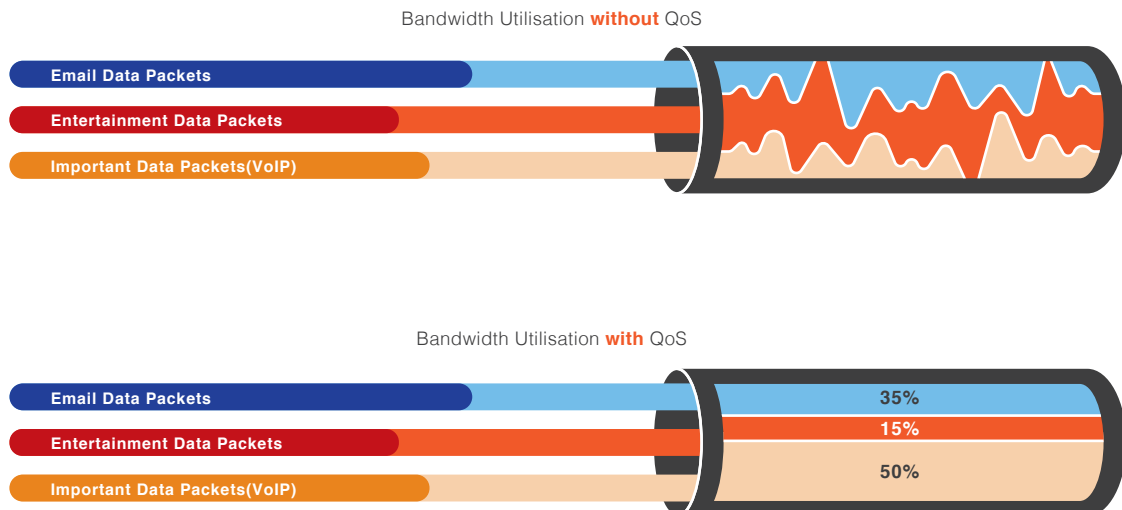 Bandwidth Utilisation without QoS
Email Data Packets
Entertainment Data Packets
Important Data Packets(VoIP)
Bandwidth Utilisation with QoS
Email Data Packets
35%
Entertainment Data Packets
15%
Important Data Packets(VoIP)
50%